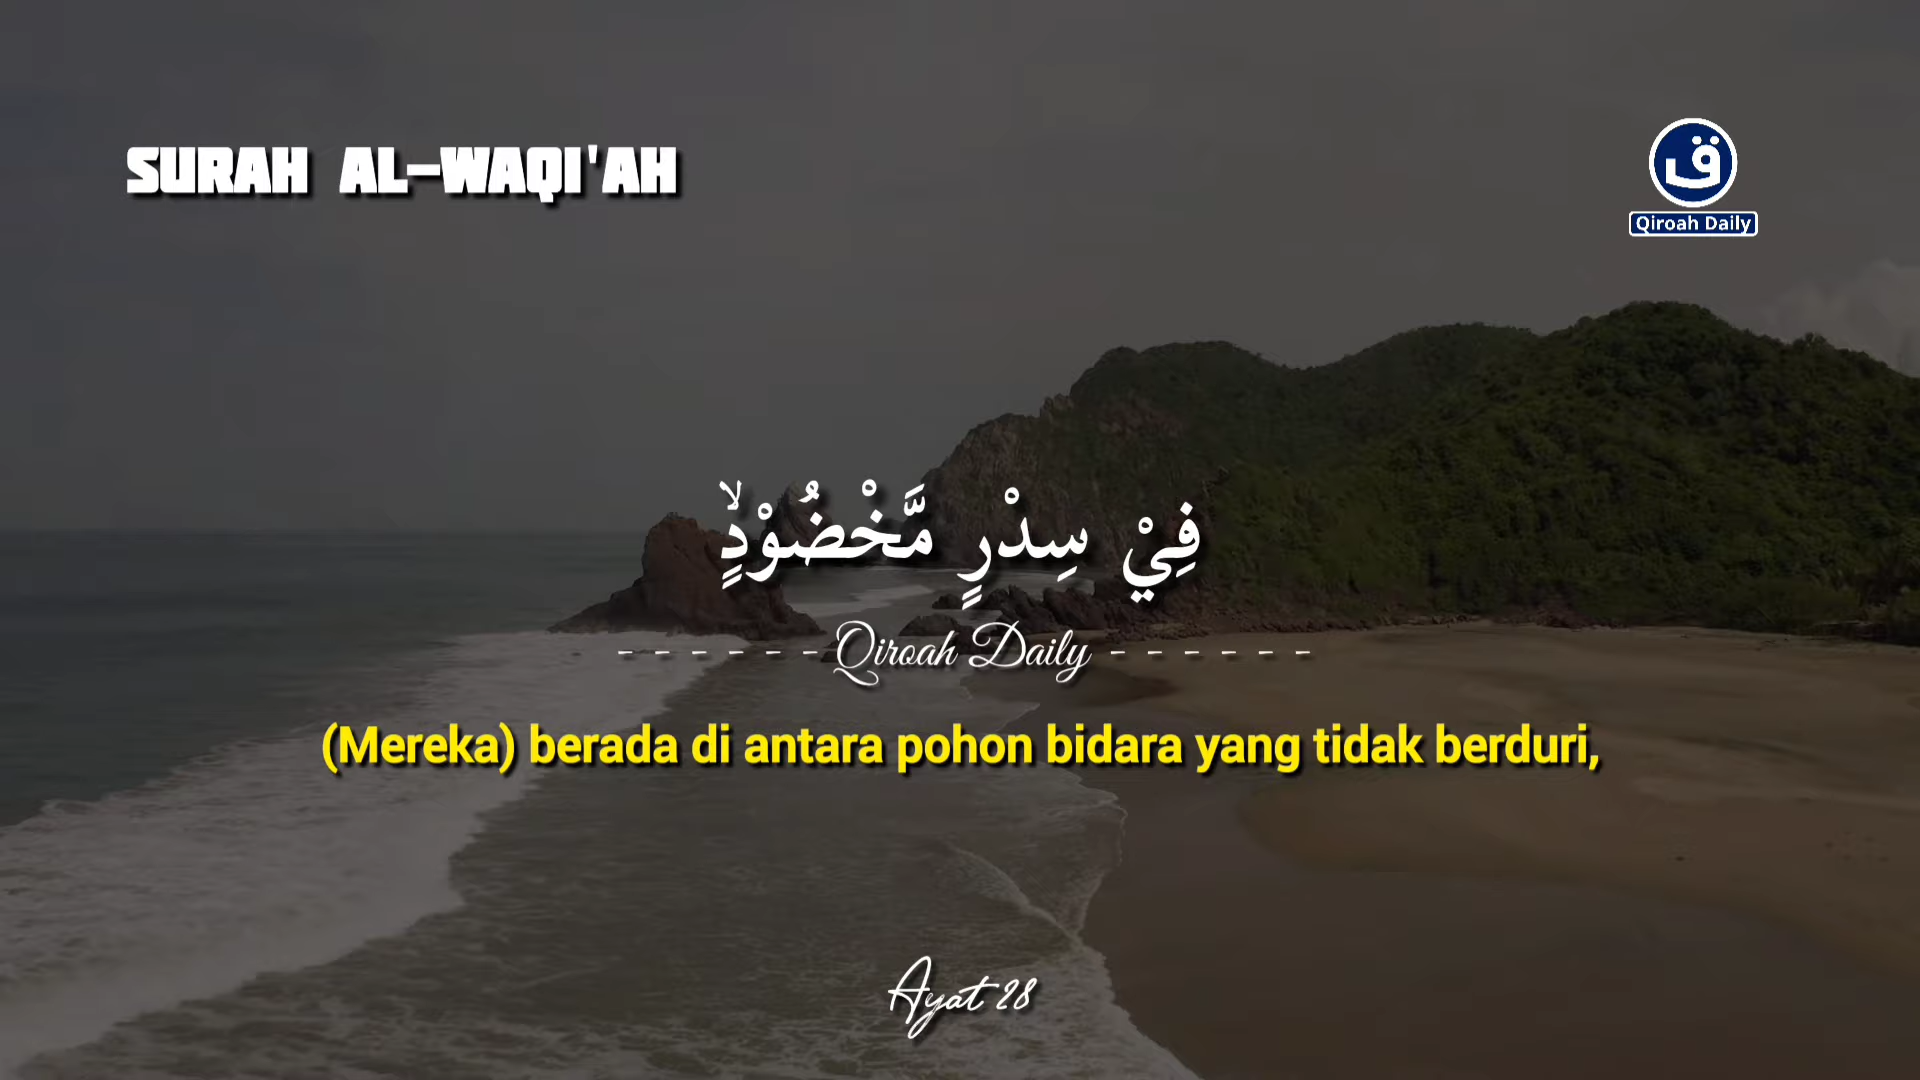 SURAH AL-WAQI'AH
ق
Qiroah Daily
فِيْ سِدْرٍ مَّخْضُوْدٍۙ
- - - - - - Qiroah Daily - - - - - -
(Mereka) berada di antara pohon bidara yang tidak berduri,
Ayat 28